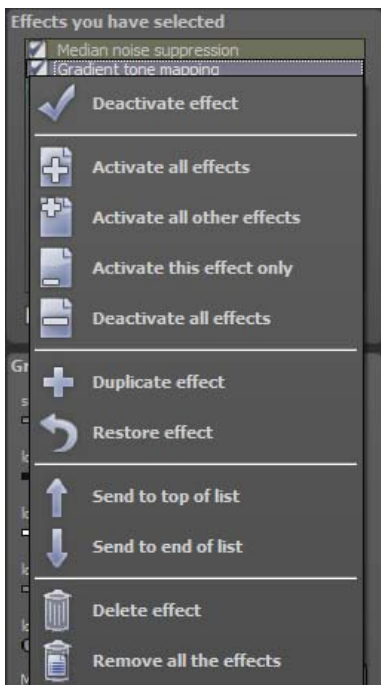 Effects you have selected
Median noise suppression
Gradient tone mapping
Deactivate effect
Activate all effects
Activate all other effects
Activate this effect only
Deactivate all effects
Gr
Duplicate effect
Restore effect
Send to top of list
Send to end of list
Delete effect
Remove all the effects